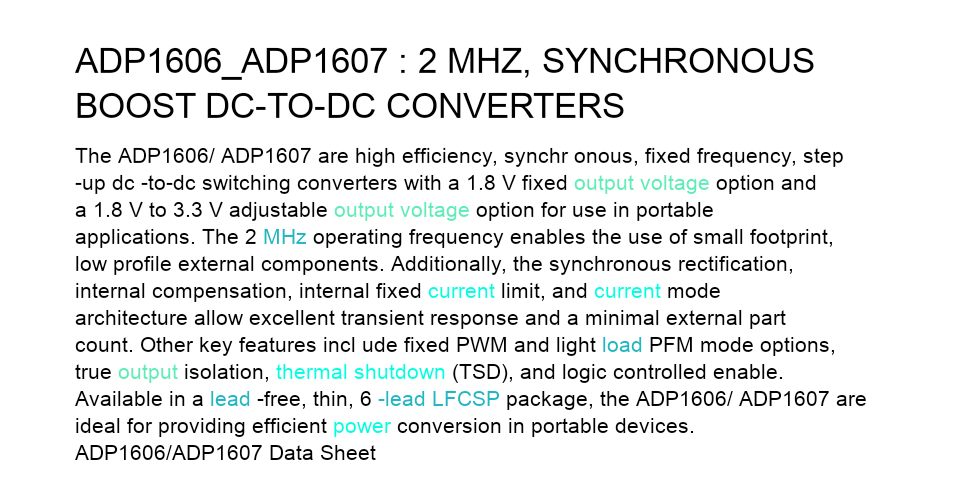 ADP1606_ADP1607 : 2 MHZ, SYNCHRONOUS
BOOST DC-TO-DC CONVERTERS
The ADP1606/ ADP1607 are high efficiency, synchr onous, fixed frequency, step
-up dc -to-dc switching converters with a 1.8 V fixed output voltage option and
a 1.8 V to 3.3 V adjustable output voltage option for use in portable
applications. The 2 MHz operating frequency enables the use of small footprint,
low profile external components. Additionally, the synchronous rectification,
internal compensation, internal fixed current limit, and current mode
architecture allow excellent transient response and a minimal external part
count. Other key features incl ude fixed PWM and light load PFM mode options,
true output isolation, thermal shutdown (TSD), and logic controlled enable.
Available in a lead -free, thin, 6 -lead LFCSP package, the ADP1606/ ADP1607 are
ideal for providing efficient power conversion in portable devices.
ADP1606/ADP1607 Data Sheet